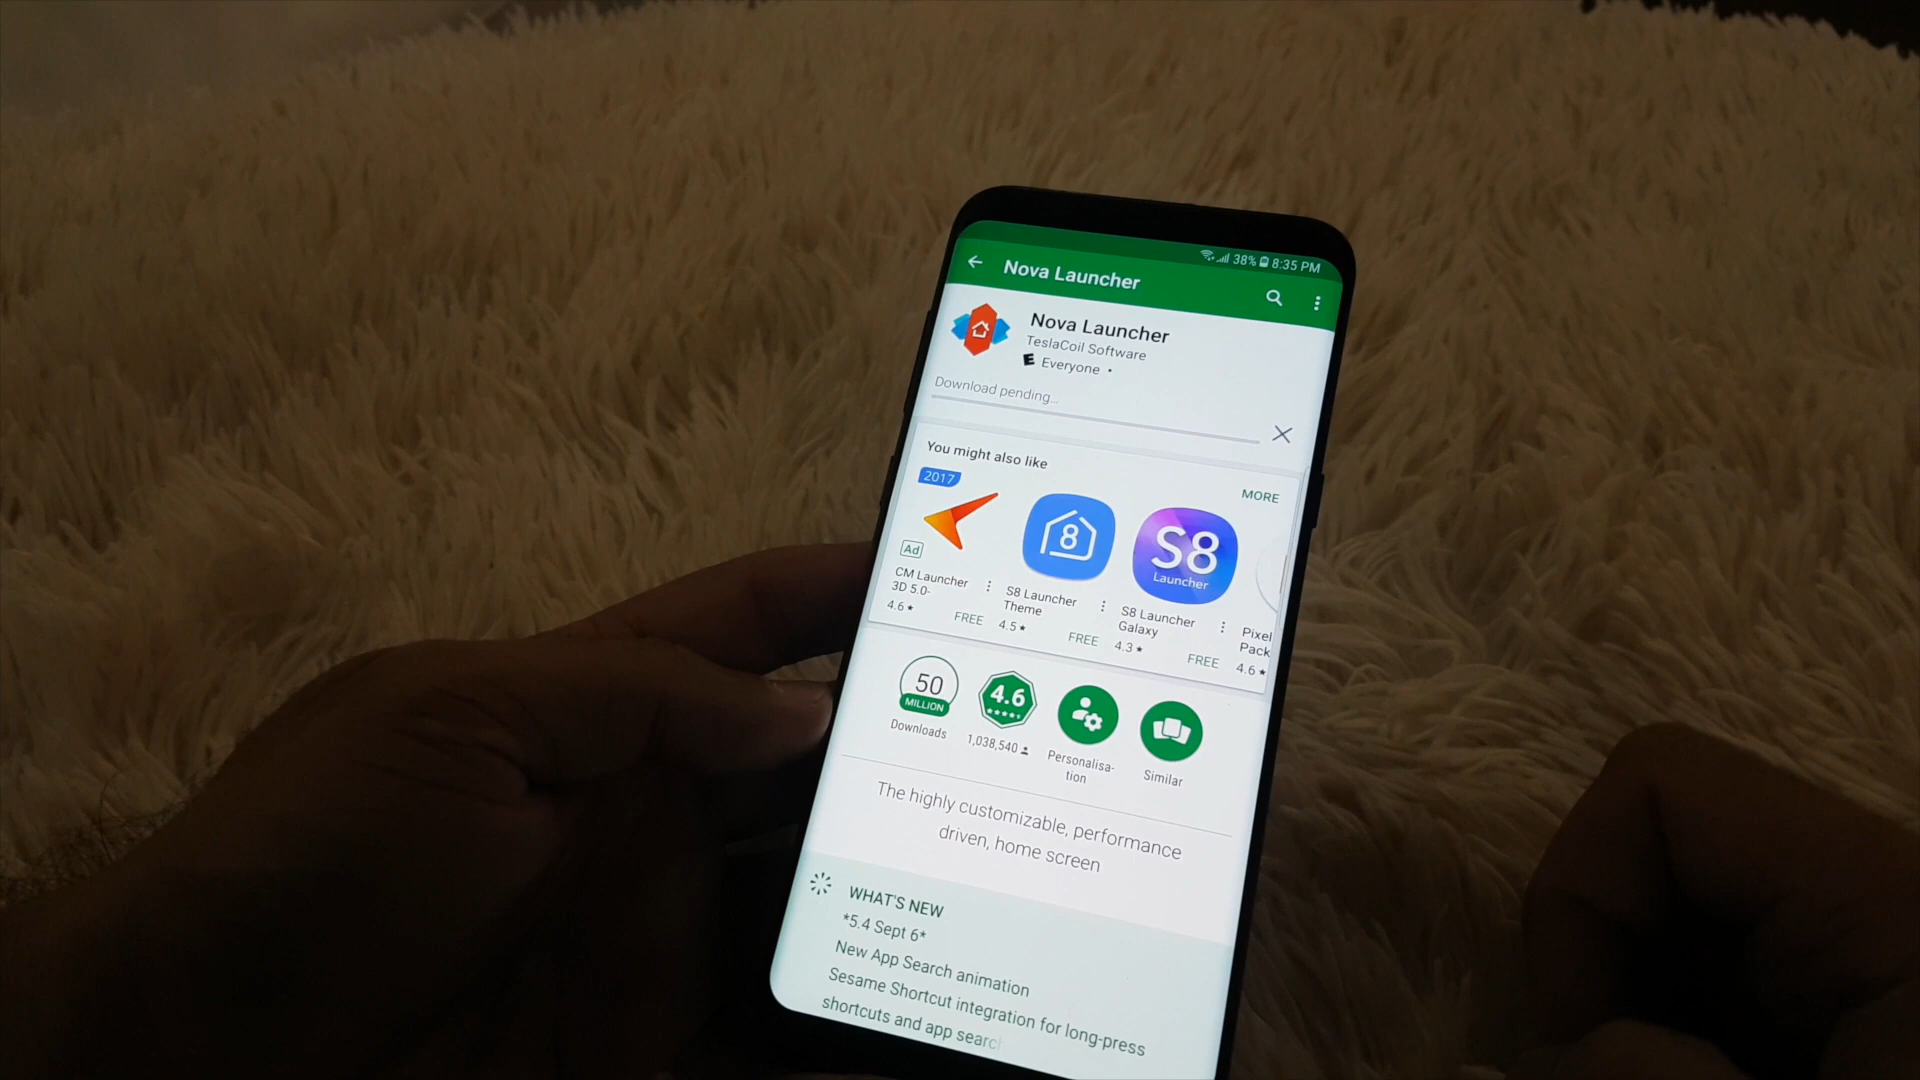 38% 8:35 PM
Nova Launcher
Nova Launcher
TeslaCoil Software
E Everyone •
Download pending...
You might also like
MORE
2017
S8
Launcher
8
Ad
CM Launcher
3D 5.0-
4.6 ★ FREE
S8 Launcher
Theme
4.5 ★ FREE
S8 Launcher
Galaxy
4.3 ★ FREE
Pixel
Pack
4.6 ★
50
MILLION
Downloads
4.6
1,038,540
Personalisa-
tion
Similar
The highly customizable, performance
driven, home screen
WHAT'S NEW
*5.4 Sept 6*
New App Search animation
Sesame Shortcut integration for long-press
shortcuts and app search